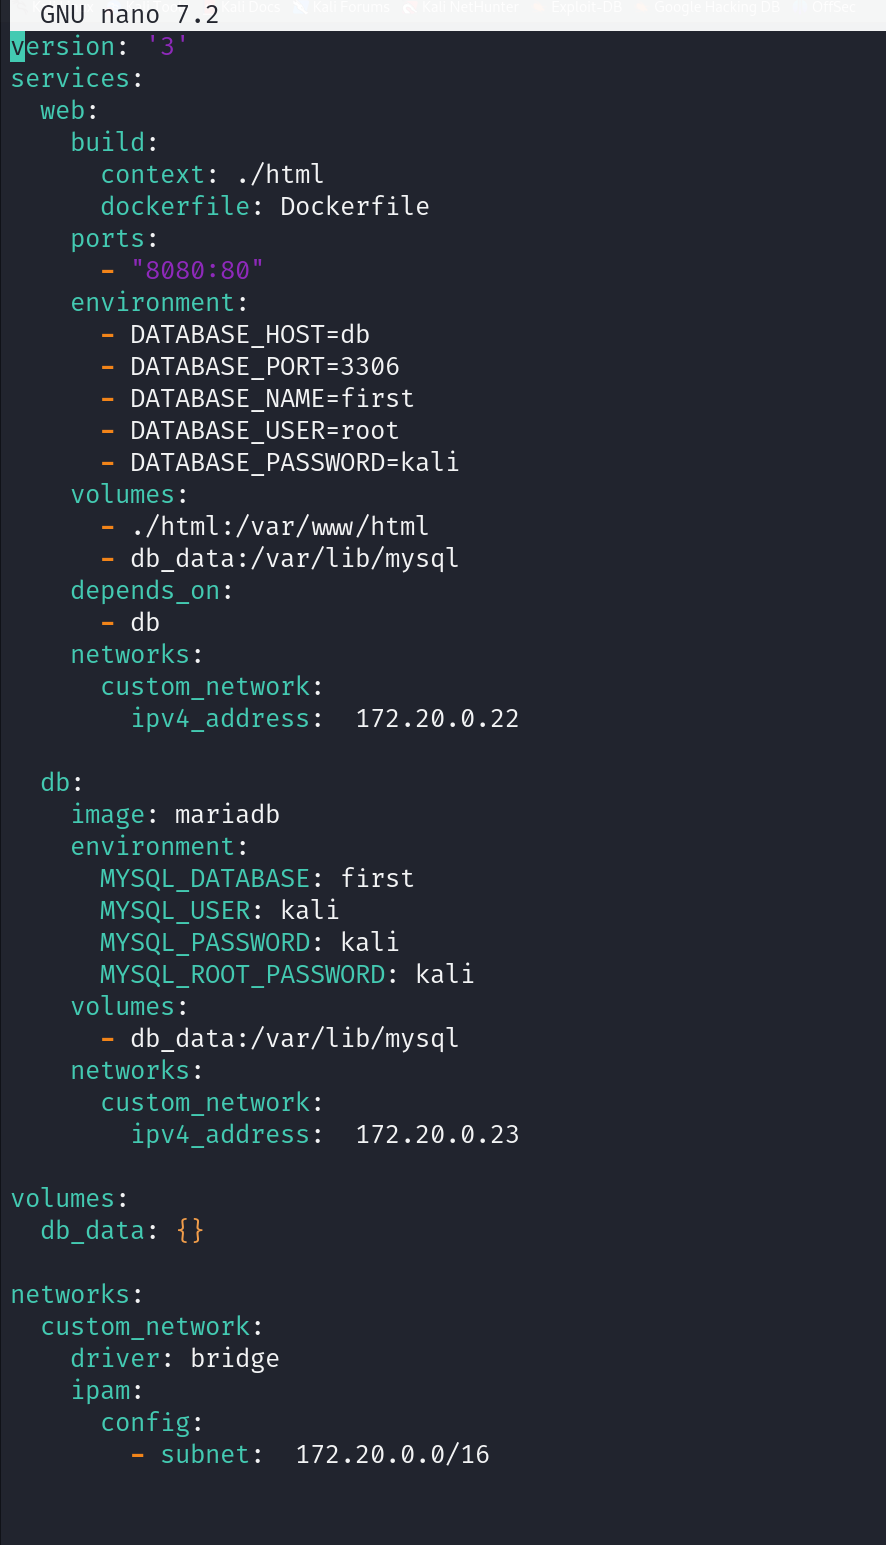 Kali Docs Kali Forums Kali NetHunter Exploit-DB Google Hacking DB OffSec
GNU nano 7.2
version: '3'
services:
  web:
    build:
      context: ./html
      dockerfile: Dockerfile
    ports:
      - "8080:80"
    environment:
      - DATABASE_HOST=db
      - DATABASE_PORT=3306
      - DATABASE_NAME=first
      - DATABASE_USER=root
      - DATABASE_PASSWORD=kali
    volumes:
      - ./html:/var/www/html
      - db_data:/var/lib/mysql
    depends_on:
      - db
    networks:
      custom_network:
        ipv4_address:  172.20.0.22
  db:
    image: mariadb
    environment:
      MYSQL_DATABASE: first
      MYSQL_USER: kali
      MYSQL_PASSWORD: kali
      MYSQL_ROOT_PASSWORD: kali
    volumes:
      - db_data:/var/lib/mysql
    networks:
      custom_network:
        ipv4_address:  172.20.0.23
volumes:
  db_data: {}
networks:
  custom_network:
    driver: bridge
    ipam:
      config:
        - subnet:  172.20.0.0/16